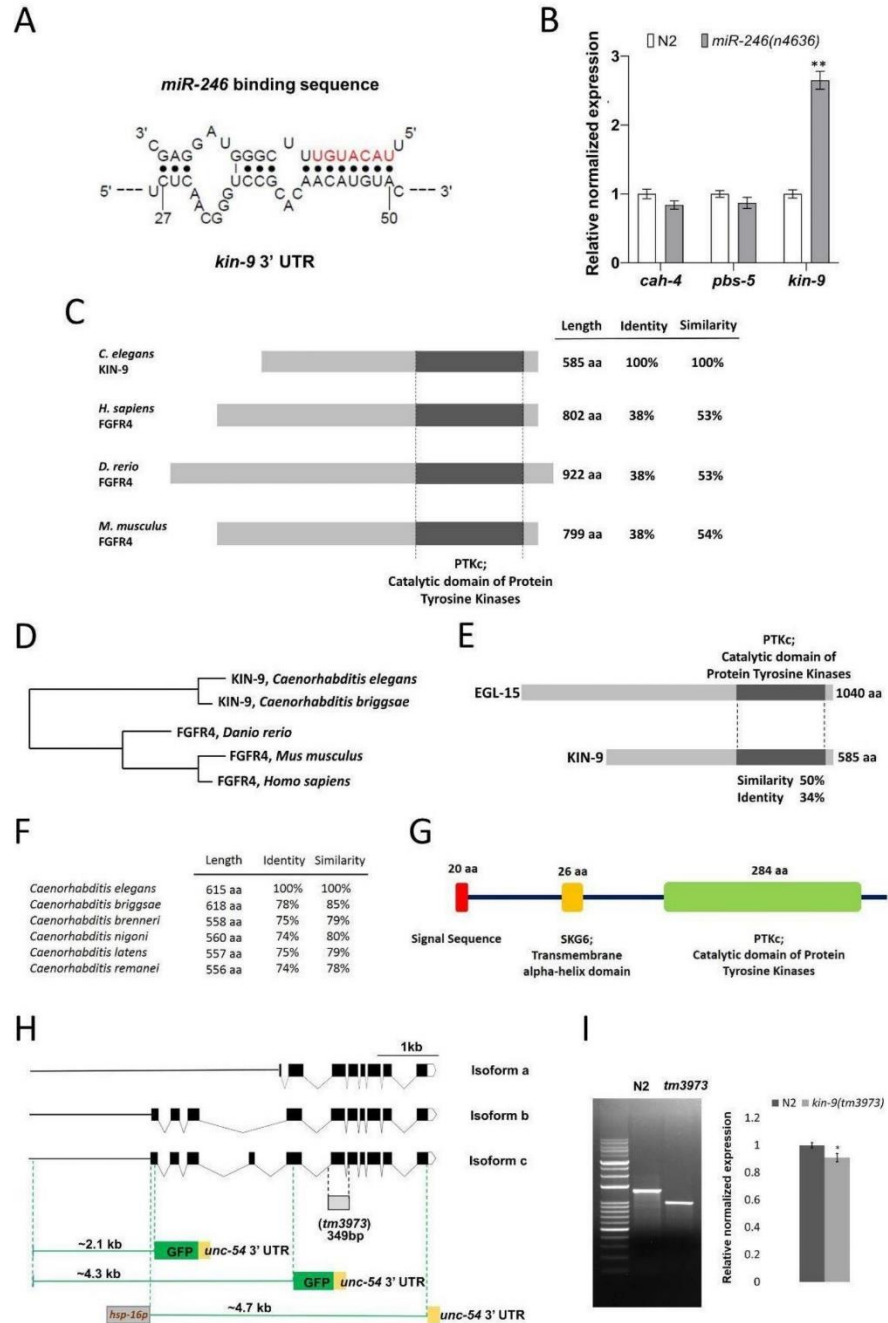 A
miR-246 binding sequence
3' C GAGG A U GGGC U U UGUACAU U 5'
5' --- U CUC A A C G G G U GCC G C A C AACAUGUA C --- 3'
27 50
kin-9 3' UTR
B
N2 miR-246(n4636)
Relative normalized expression
3
2
1
0
**
cah-4 pbs-5 kin-9
C
Length Identity Similarity
C. elegans
KIN-9
585 aa 100% 100%
H. sapiens
FGFR4
802 aa 38% 53%
D. rerio
FGFR4
922 aa 38% 53%
M. musculus
FGFR4
799 aa 38% 54%
PTKc;
Catalytic domain of Protein
Tyrosine Kinases
D
KIN-9, Caenorhabditis elegans
KIN-9, Caenorhabditis briggsae
FGFR4, Danio rerio
FGFR4, Mus musculus
FGFR4, Homo sapiens
E
PTKc;
Catalytic domain of
Protein Tyrosine Kinases
EGL-15 1040 aa
KIN-9 585 aa
Similarity 50%
Identity 34%
F
Length Identity Similarity
Caenorhabditis elegans 615 aa 100% 100%
Caenorhabditis briggsae 618 aa 78% 85%
Caenorhabditis brenneri 558 aa 75% 79%
Caenorhabditis nigoni 560 aa 74% 80%
Caenorhabditis latens 557 aa 75% 79%
Caenorhabditis remanei 556 aa 74% 78%
G
20 aa 26 aa 284 aa
Signal Sequence
SKG6;
Transmembrane
alpha-helix domain
PTKc;
Catalytic domain of Protein
Tyrosine Kinases
H
1kb
Isoform a
Isoform b
Isoform c
(tm3973)
349bp
~2.1 kb
GFP unc-54 3' UTR
~4.3 kb
GFP unc-54 3' UTR
hsp-16p ~4.7 kb unc-54 3' UTR
I
N2 tm3973
N2 kin-9(tm3973)
Relative normalized expression
1.2
1
0.8
0.6
0.4
0.2
0
*